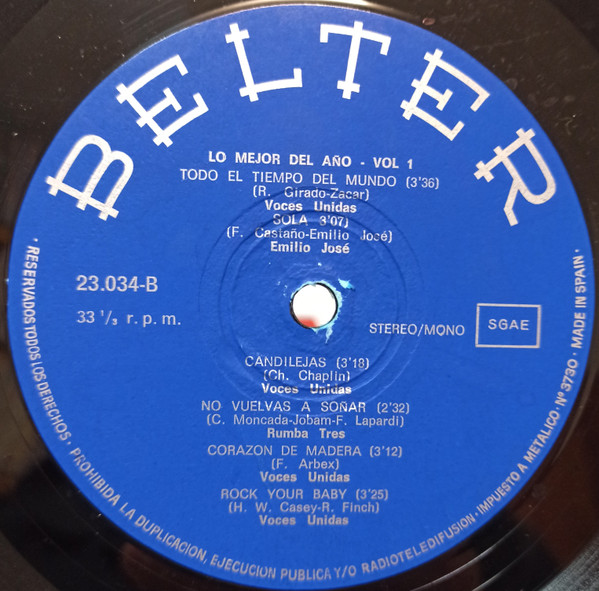 BELTER
LO MEJOR DEL AÑO - VOL 1
TODO EL TIEMPO DEL MUNDO (3'36)
(R. Girado-Zacar)
Voces Unidas
SOLA 3'07)
(F. Castaño-Emilio José)
Emilio José
23.034-B
33 1/3 r. p. m.
STEREO/MONO
SGAE
CANDILEJAS (3'18)
(Ch. Chaplin)
Voces Unidas
NO VUELVAS A SOÑAR (2'32)
(C. Moncada-Jobam-F. Lapardi)
Rumba Tres
CORAZON DE MADERA (3'12)
(F. Arbex)
Voces Unidas
ROCK YOUR BABY (3'25)
(H. W. Casey-R. Finch)
Voces Unidas
· RESERVADOS TODOS LOS DERECHOS · PROHIBIDA LA DUPLICACION, EJECUCION PUBLICA Y/O RADIOTELEDIFUSION · IMPUESTO A METALICO · Nº 3730 · MADE IN SPAIN ·